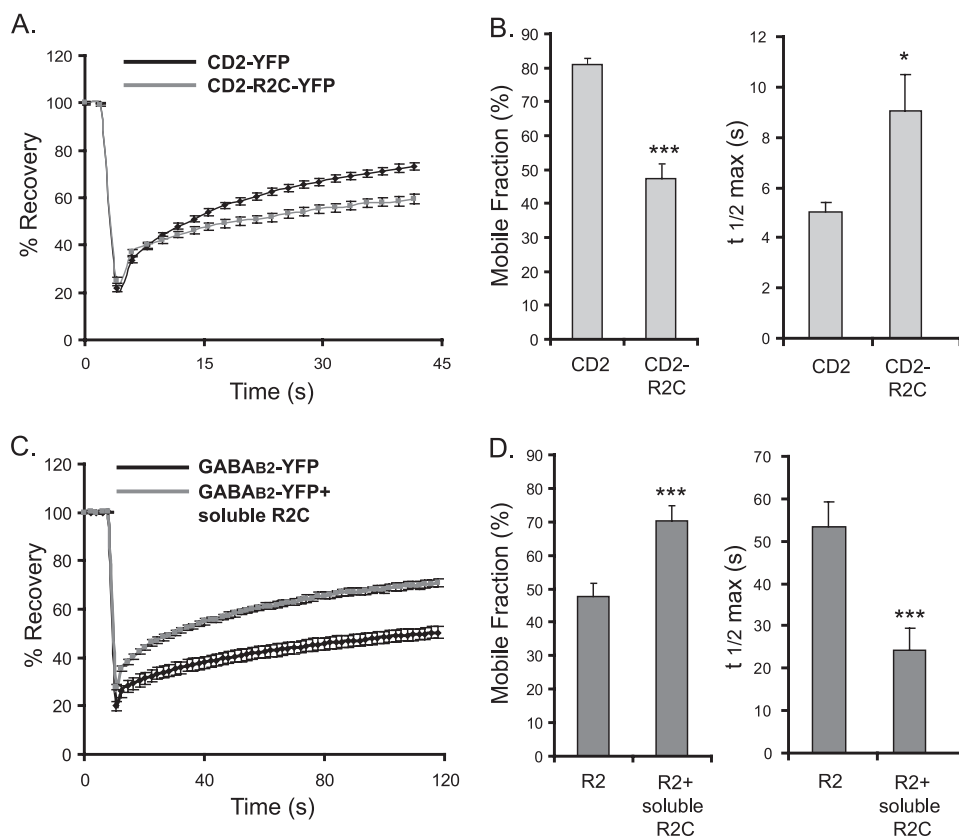 A.
120
100
80
60
40
20
0
% Recovery
CD2-YFP
CD2-R2C-YFP
0 15 30 45
Time (s)
B.
90
80
70
60
50
40
30
20
10
0
Mobile Fraction (%)
***
CD2
CD2-
R2C
12
10
8
6
4
2
0
t 1/2 max (s)
*
CD2
CD2-
R2C
C.
120
100
80
60
40
20
0
% Recovery
GABAB2-YFP
GABAB2-YFP+
soluble R2C
0 40 80 120
Time (s)
D.
90
80
70
60
50
40
30
20
10
0
Mobile Fraction (%)
***
R2
R2+
soluble
R2C
70
60
50
40
30
20
10
0
t 1/2 max (s)
***
R2
R2+
soluble
R2C